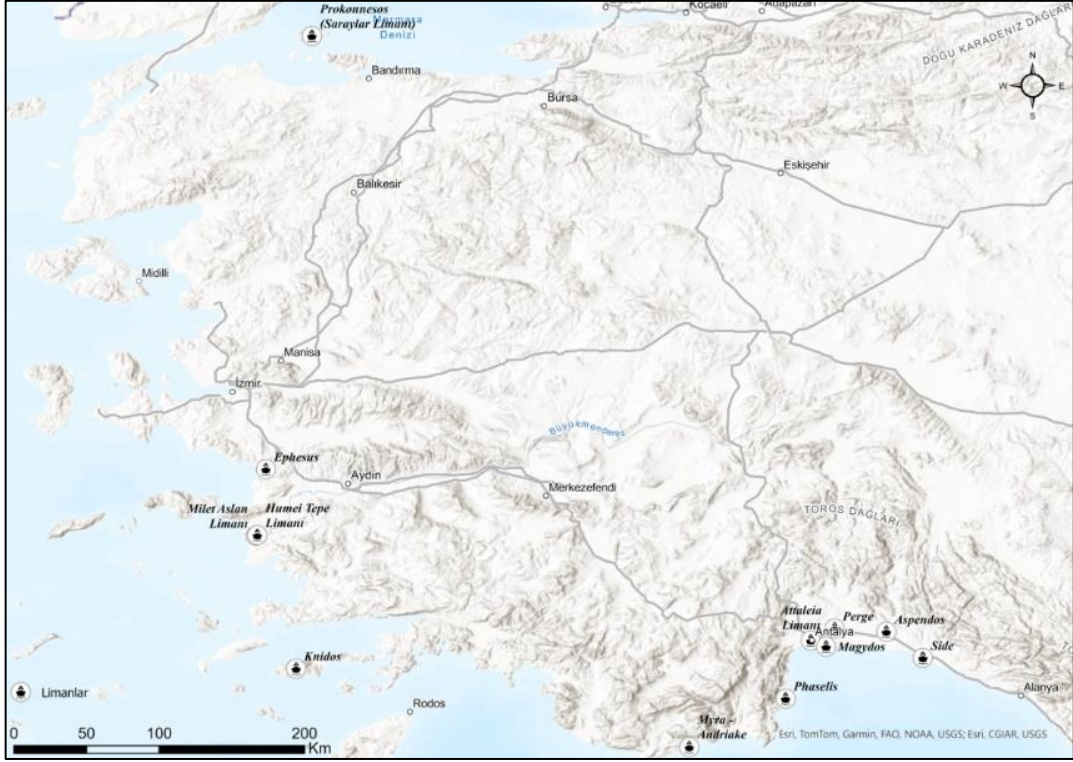 Prokonnesos
(Saraylar Limanı)
Marmara
Denizi
Kocaeli
Adapazarı
DOĞU KARADENİZ DAĞLAR
N
W
E
S
Bandırma
Bursa
Eskişehir
Balıkesir
Midilli
Manisa
İzmir
Büyükmenderes
Ephesus
Aydın
Merkezefendi
Milet Aslan
Limanı
Humei Tepe
Limanı
TOROS DAĞLARI
Attaleia
Limanı
Perge
Aspendos
Antalya
Magydos
Side
Knidos
Phaselis
Alanya
Limanlar
Rodos
Myra -
Andriake
0 50 100 200
Km
Esri, TomTom, Garmin, FAO, NOAA, USGS; Esri, CGIAR, USGS